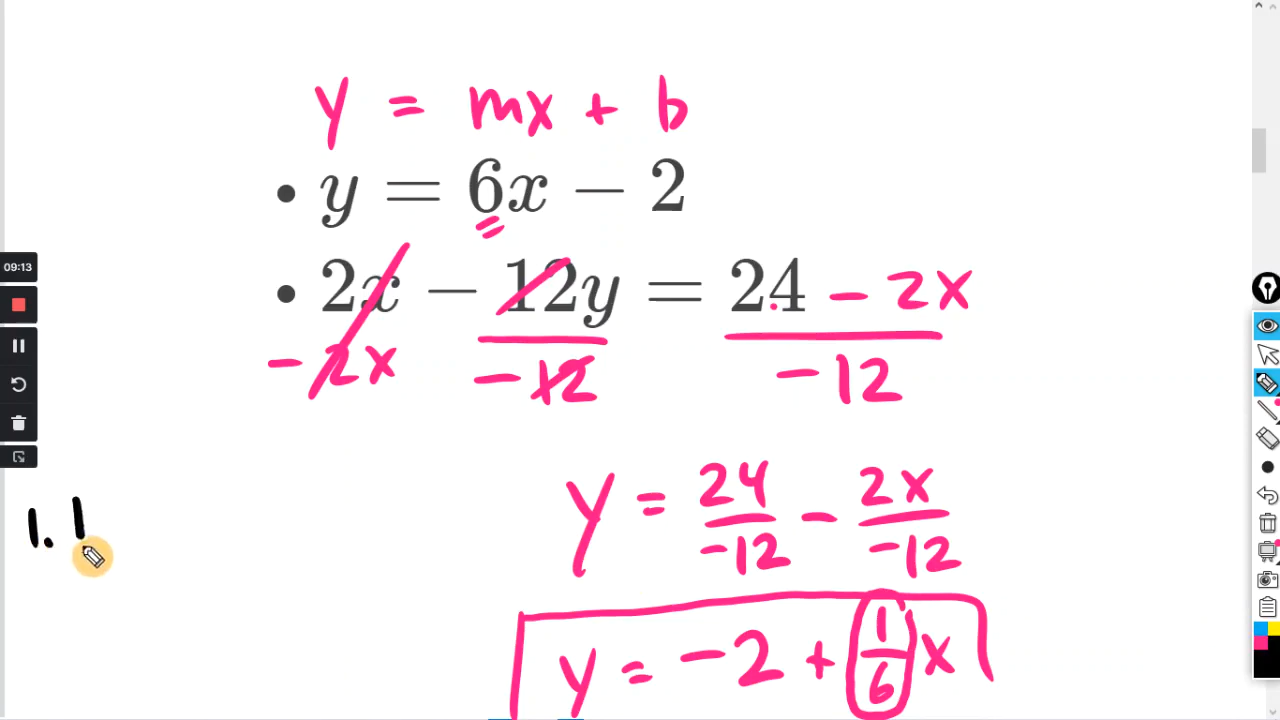 y = mx + b
• y = 6x − 2
• 2x − 12y = 24 − 2x
09:13
− 2x −12 −12
1. 1
y = 24/−12 − 2x/−12
y = −2 + 1/6 x